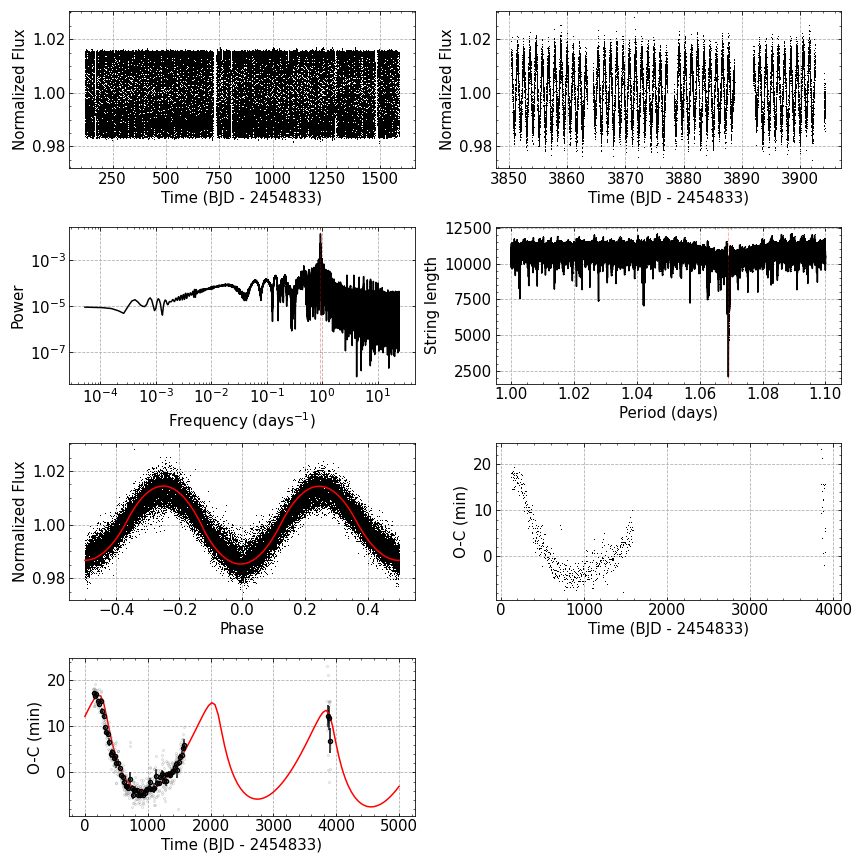 1.02
1.00
0.98
Normalized Flux
250 500 750 1000 1250 1500
Time (BJD - 2454833)
1.02
1.00
0.98
Normalized Flux
3850 3860 3870 3880 3890 3900
Time (BJD - 2454833)
10⁻³
10⁻⁵
10⁻⁷
Power
10⁻⁴ 10⁻³ 10⁻² 10⁻¹ 10⁰ 10¹
Frequency (days⁻¹)
12500
10000
7500
5000
2500
String length
1.00 1.02 1.04 1.06 1.08 1.10
Period (days)
1.02
1.00
0.98
Normalized Flux
−0.4 −0.2 0.0 0.2 0.4
Phase
20
10
0
O-C (min)
0 1000 2000 3000 4000
Time (BJD - 2454833)
20
10
0
O-C (min)
0 1000 2000 3000 4000 5000
Time (BJD - 2454833)